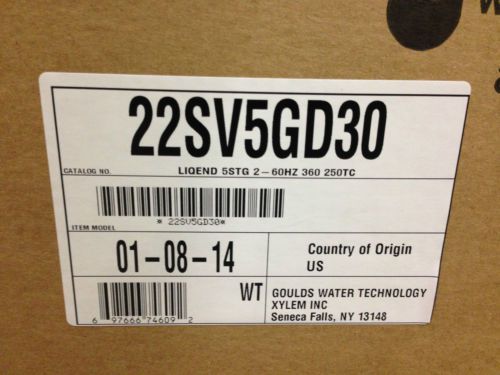 22SV5GD30
CATALOG NO. LIQEND 5STG 2-60HZ 360 250TC
* 22SV5GD30*
ITEM MODEL
01-08-14
Country of Origin
US
WT
GOULDS WATER TECHNOLOGY
XYLEM INC
Seneca Falls, NY 13148
6 97666 74609 2